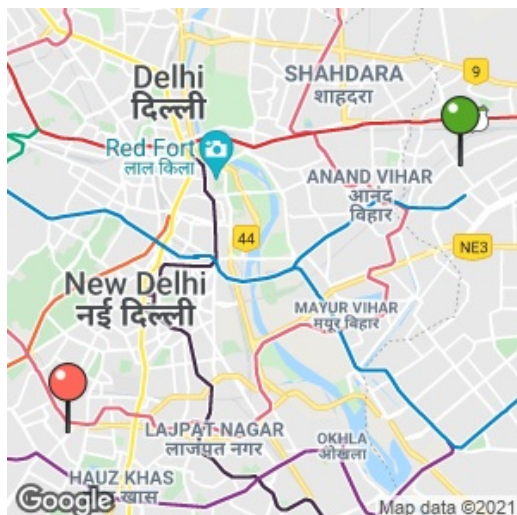 Delhi
दिल्ली
SHAHDARA
शाहदरा
9
Red Fort
लाल किला
ANAND VIHAR
आनंद
विहार
44
NE3
New Delhi
नई दिल्ली
MAYUR VIHAR
मयूर विहार
LAJPAT NAGAR
लाजपत नगर
OKHLA
ओखला
HAUZ KHAS
खास
Google
Map data ©2021